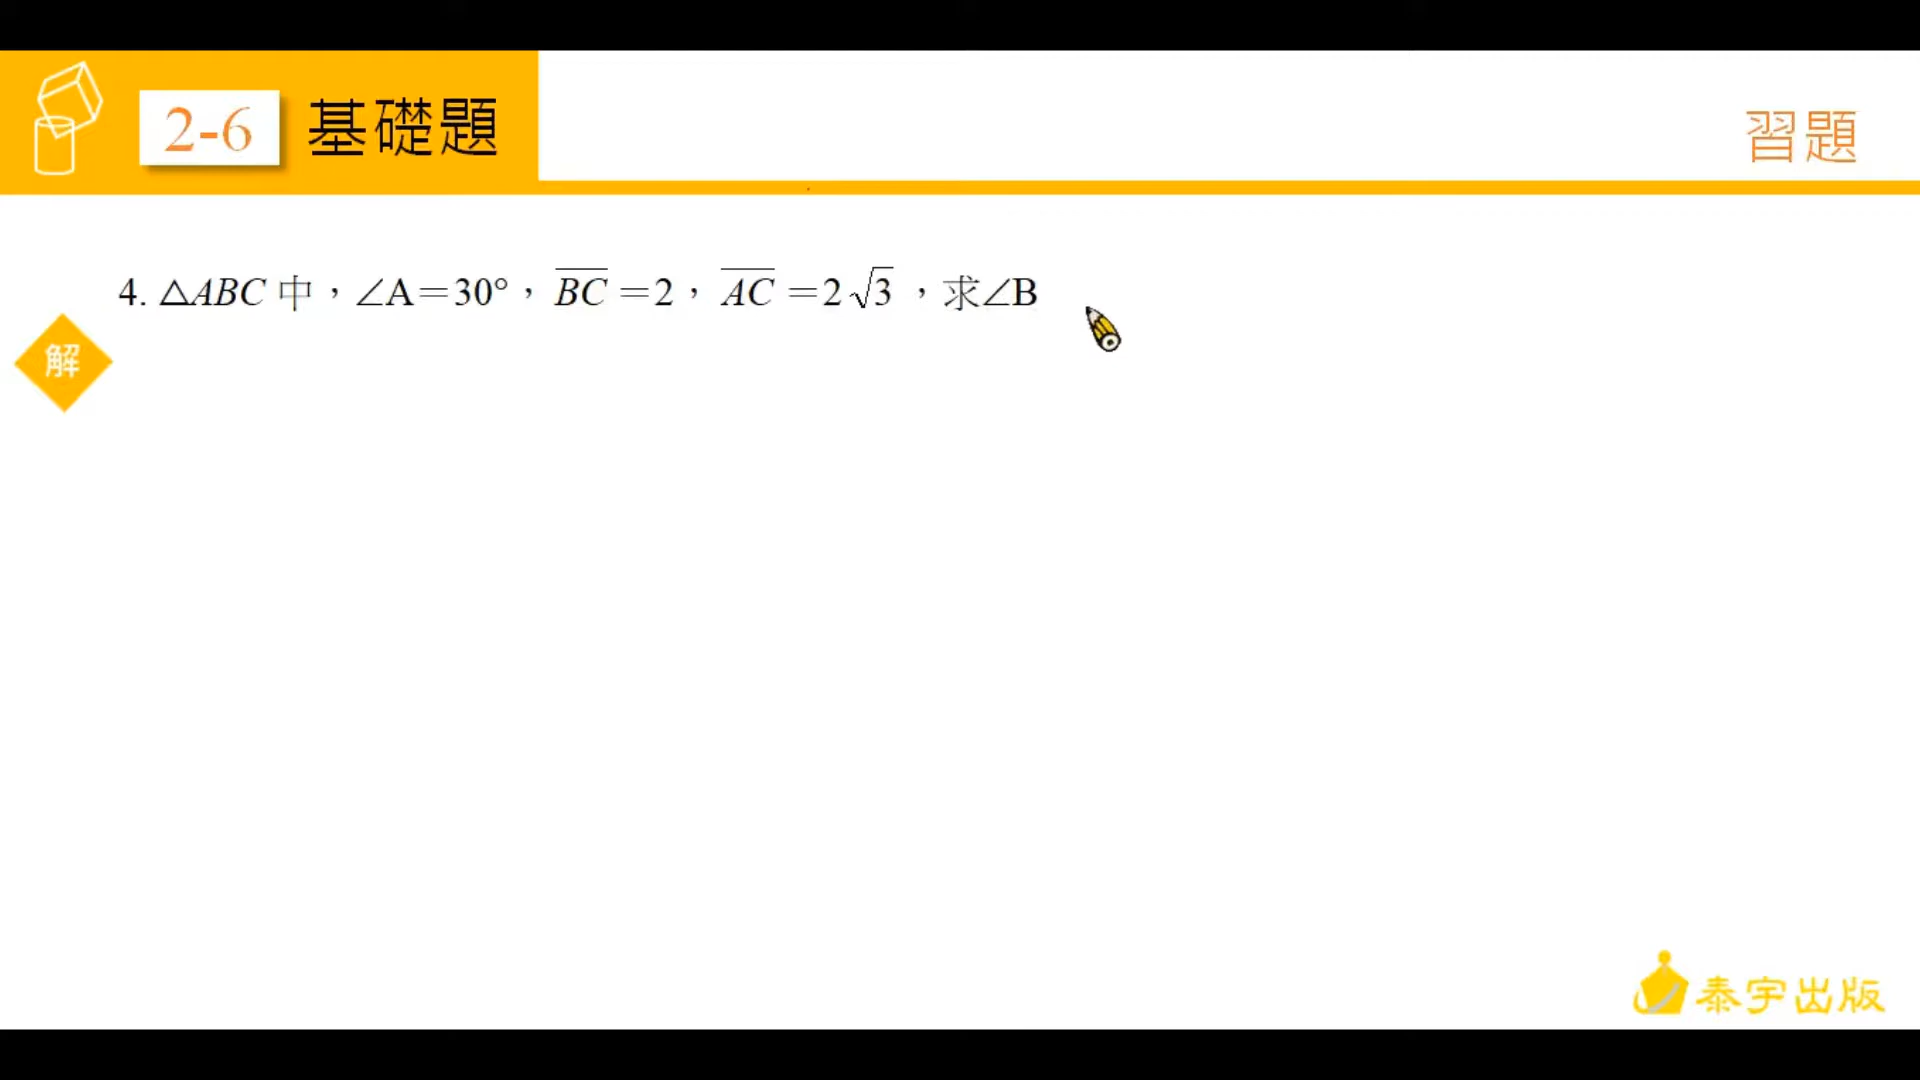 2-6 基礎題
習題
4. △ABC 中，∠A＝30°，BC＝2，AC＝2√3，求∠B
解
泰宇出版